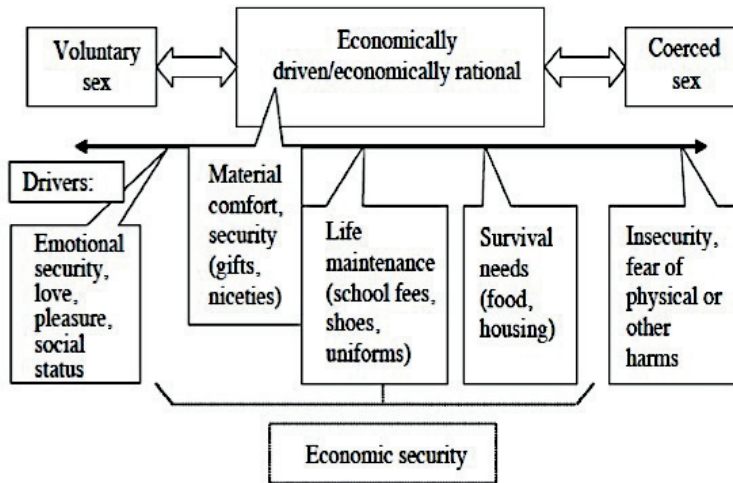 Voluntary
sex
Economically
driven/economically rational
Coerced
sex
Drivers:
Emotional
security,
love,
pleasure,
social
status
Material
comfort,
security
(gifts,
niceties)
Life
maintenance
(school fees,
shoes,
uniforms)
Survival
needs
(food,
housing)
Insecurity,
fear of
physical or
other
harms
Economic security